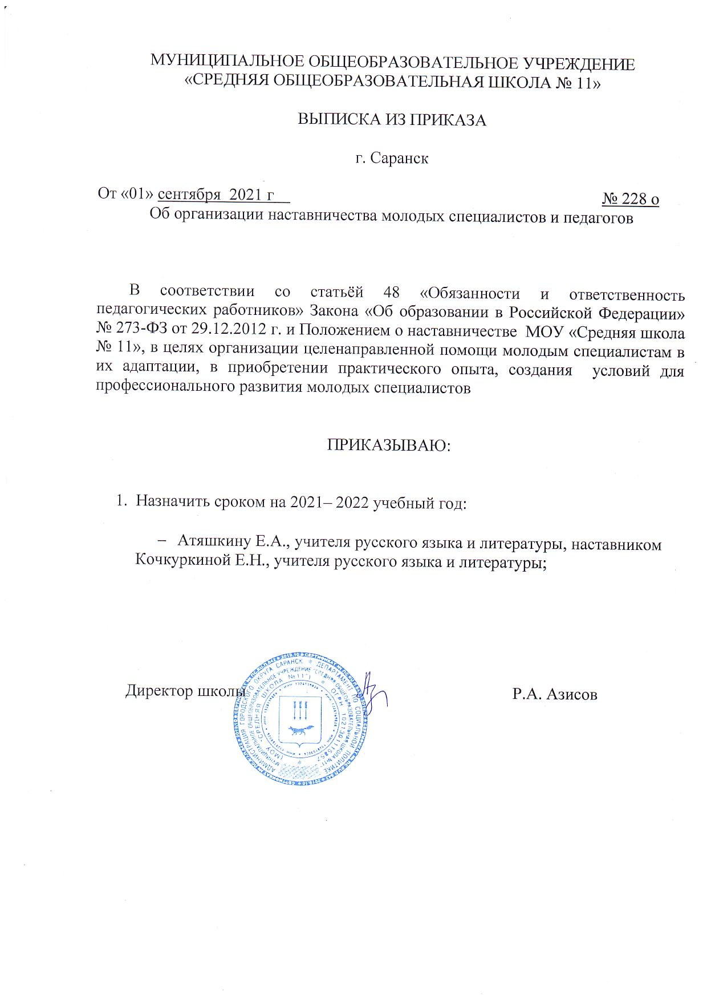 МУНИЦИПАЛЬНОЕ ОБЩЕОБРАЗОВАТЕЛЬНОЕ УЧРЕЖДЕНИЕ
«СРЕДНЯЯ ОБЩЕОБРАЗОВАТЕЛЬНАЯ ШКОЛА № 11»
ВЫПИСКА ИЗ ПРИКАЗА
г. Саранск
От «01» сентября 2021 г № 228 о
Об организации наставничества молодых специалистов и педагогов
В соответствии со статьёй 48 «Обязанности и ответственность
педагогических работников» Закона «Об образовании в Российской Федерации»
№ 273-ФЗ от 29.12.2012 г. и Положением о наставничестве МОУ «Средняя школа
№ 11», в целях организации целенаправленной помощи молодым специалистам в
их адаптации, в приобретении практического опыта, создания условий для
профессионального развития молодых специалистов
ПРИКАЗЫВАЮ:
1. Назначить сроком на 2021– 2022 учебный год:
– Атяшкину Е.А., учителя русского языка и литературы, наставником
Кочкуркиной Е.Н., учителя русского языка и литературы;
Директор школы Р.А. Азисов
АДМИНИСТРАЦИЯ ГОРОДСКОГО ОКРУГА САРАНСК * ДЕПАРТАМЕНТ ПО СОЦИАЛЬНОЙ ПОЛИТИКЕ
МУНИЦИПАЛЬНОЕ ОБЩЕОБРАЗОВАТЕЛЬНОЕ УЧРЕЖДЕНИЕ "СРЕДНЯЯ ОБЩЕОБРАЗОВАТЕЛЬНАЯ ШКОЛА №11"
(МОУ "СРЕДНЯЯ ШКОЛА №11") * ОГРН